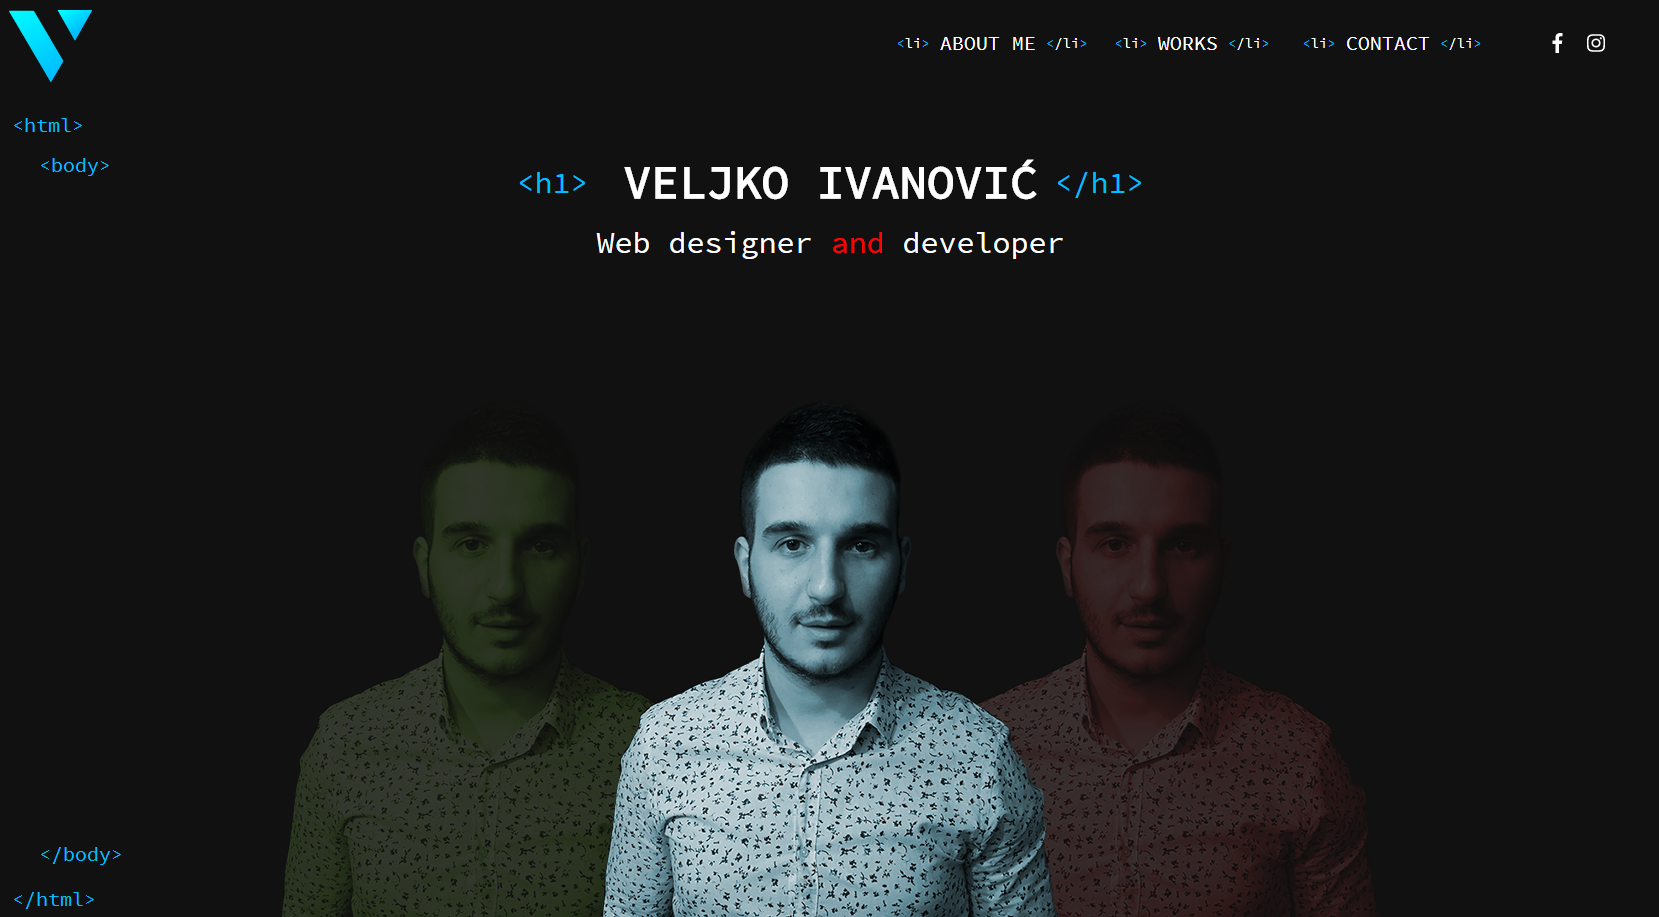 <li> ABOUT ME </li> <li> WORKS </li> <li> CONTACT </li>
<html>
<body>
<h1> VELJKO IVANOVIĆ </h1>
Web designer and developer
</body>
</html>